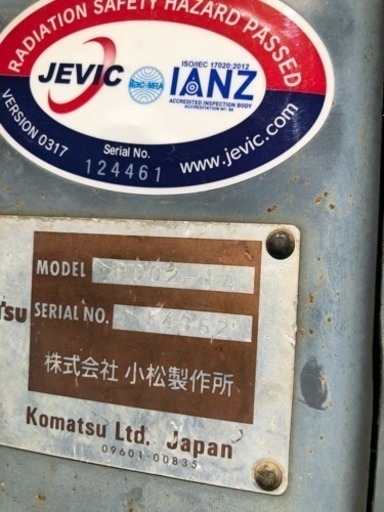 RADIATION SAFETY HAZARD PASSED
ISO/IEC 17020:2012
JEVIC
ilac-MRA
IANZ
ACCREDITED INSPECTION BODY
VERSION 0317
Serial No.
124461
www.jevic.com
MODEL
SERIAL NO.
株式会社 小松製作所
Komatsu Ltd. Japan
09601-00835